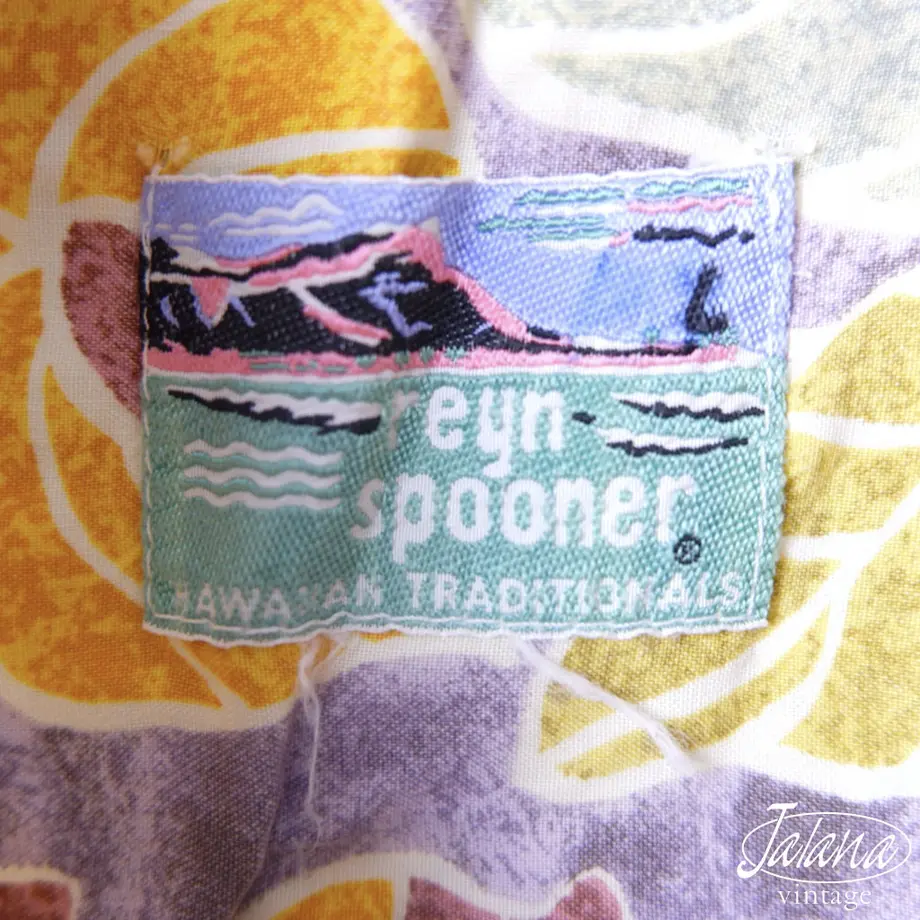 reyn
spooner®
HAWAIIAN TRADITIONALS
Jalana
vintage